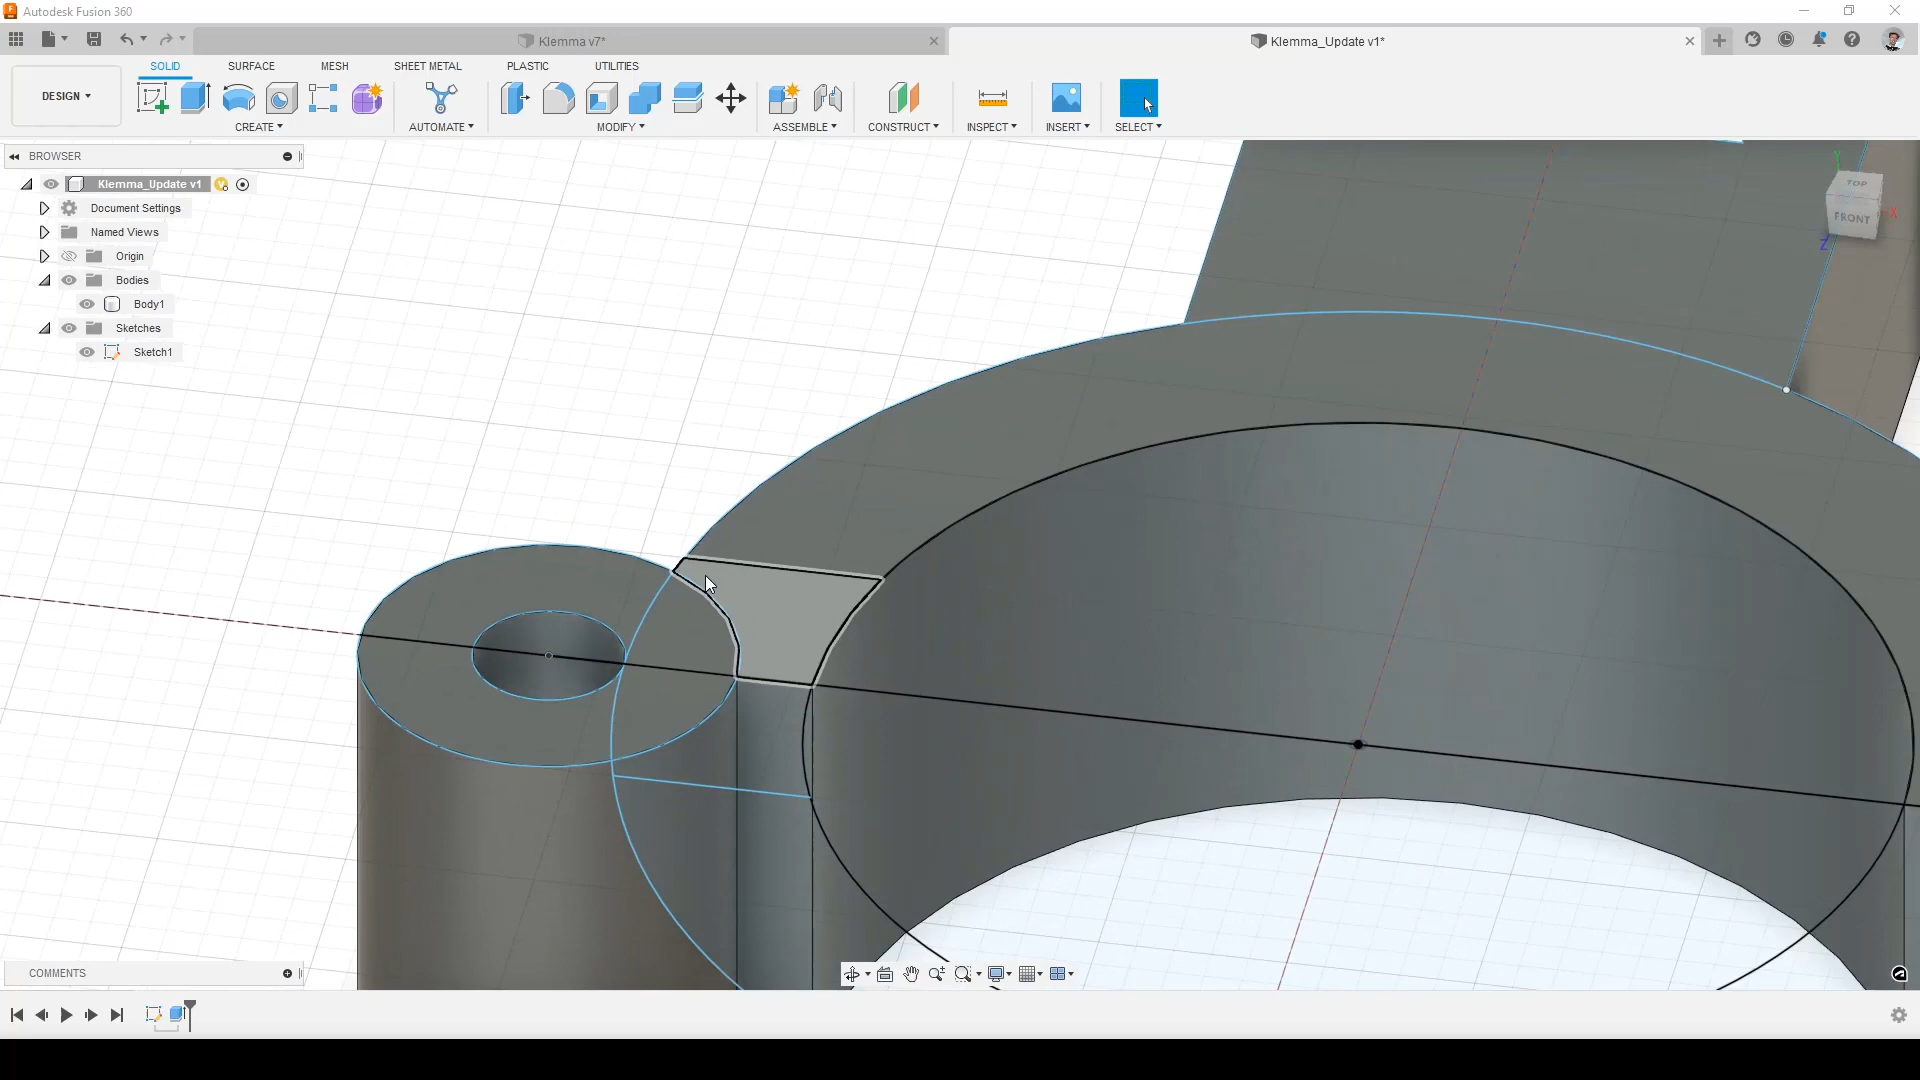 Autodesk Fusion 360
Klemma v7*
Klemma_Update v1*
DESIGN
SOLID
SURFACE
MESH
SHEET METAL
PLASTIC
UTILITIES
CREATE
AUTOMATE
MODIFY
ASSEMBLE
CONSTRUCT
INSPECT
INSERT
SELECT
BROWSER
Klemma_Update v1
Document Settings
Named Views
Origin
Bodies
Body1
Sketches
Sketch1
Y
TOP
FRONT
X
Z
COMMENTS